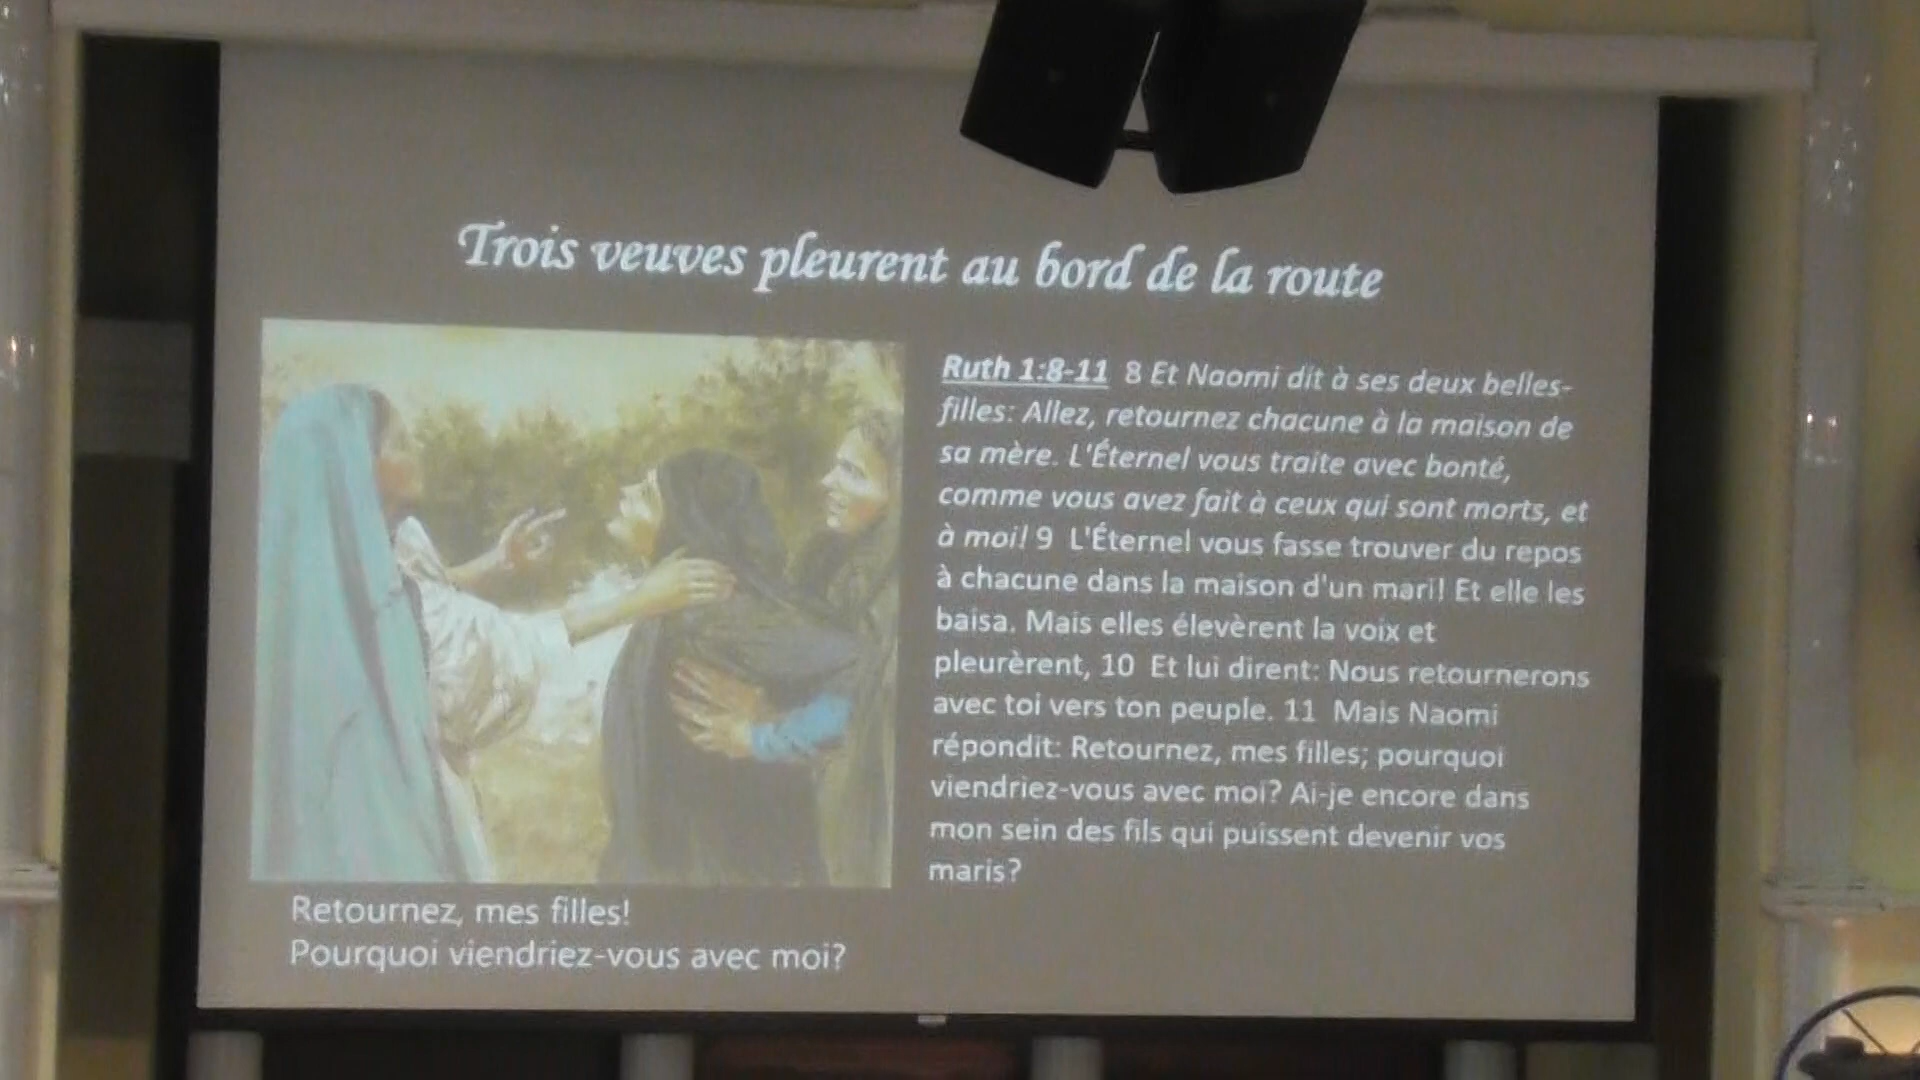 Trois veuves pleurent au bord de la route
Ruth 1:8-11 8 Et Naomi dit à ses deux belles-
filles: Allez, retournez chacune à la maison de
sa mère. L'Éternel vous traite avec bonté,
comme vous avez fait à ceux qui sont morts, et
à moi! 9 L'Éternel vous fasse trouver du repos
à chacune dans la maison d'un mari! Et elle les
baisa. Mais elles élevèrent la voix et
pleurèrent, 10 Et lui dirent: Nous retournerons
avec toi vers ton peuple. 11 Mais Naomi
répondit: Retournez, mes filles; pourquoi
viendriez-vous avec moi? Ai-je encore dans
mon sein des fils qui puissent devenir vos
maris?
Retournez, mes filles!
Pourquoi viendriez-vous avec moi?